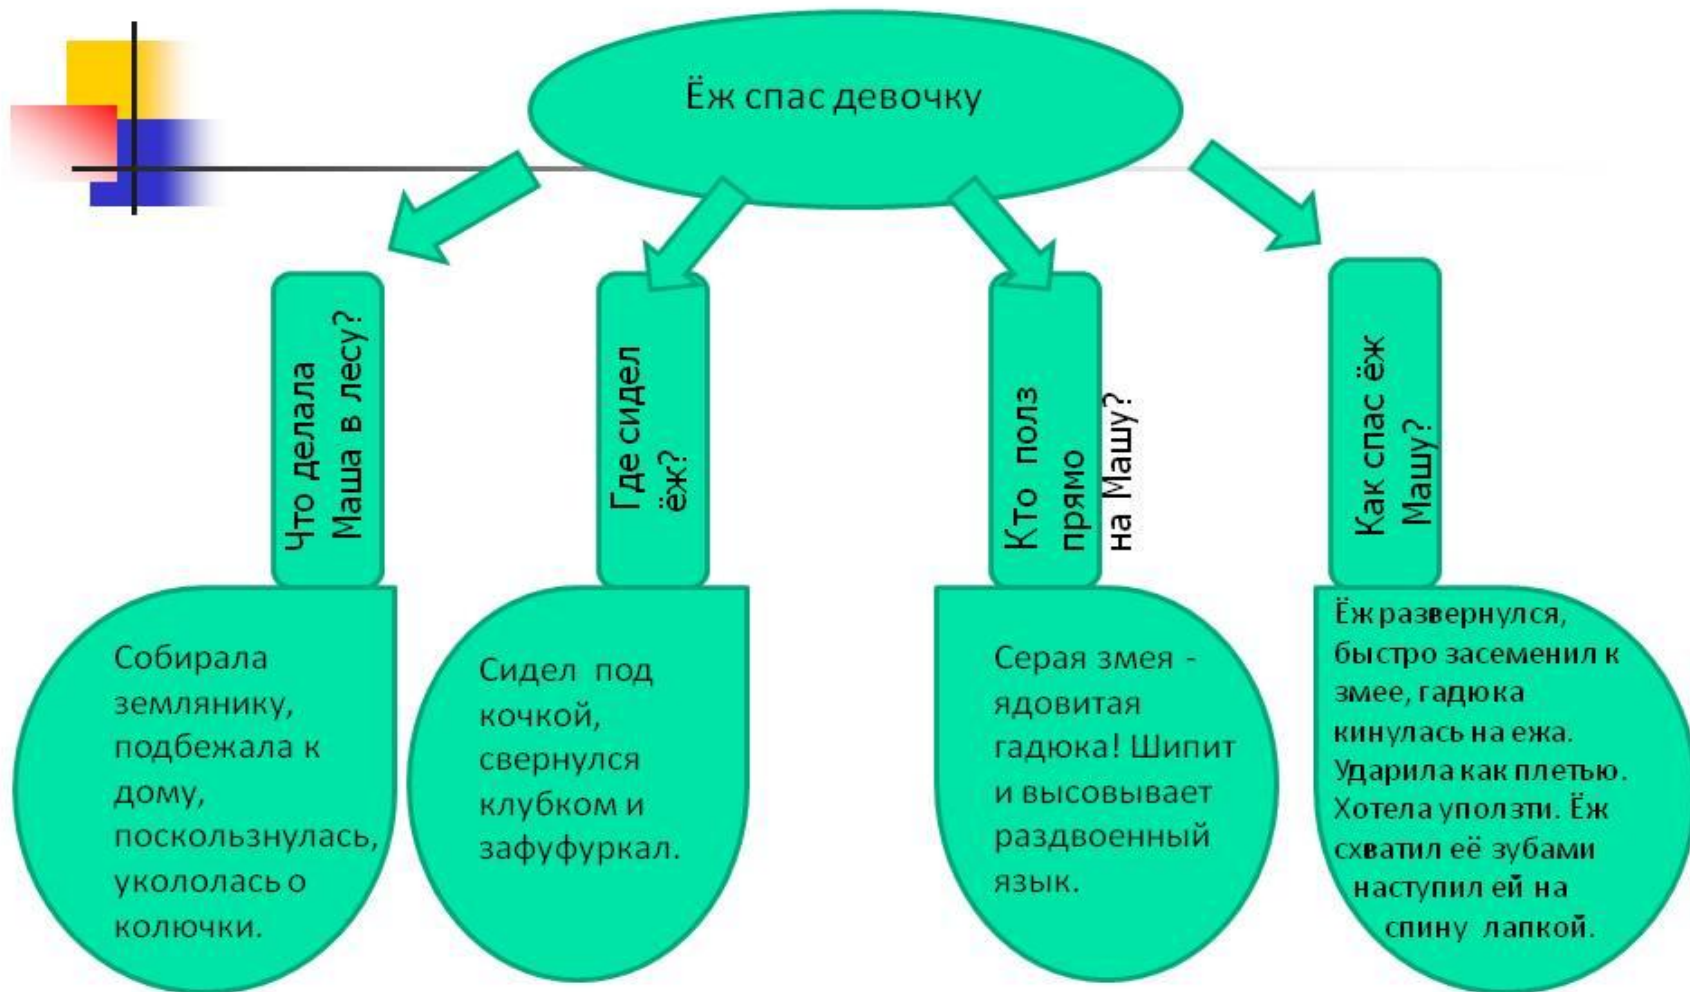 Ёж спас девочку
Что делала
Маша в лесу?
Где сидел
ёж?
Кто полз
прямо
на Машу?
Как спас ёж
Машу?
Собирала
землянику,
подбежала к
дому,
поскользнулась,
укололась о
колючки.
Сидел под
кочкой,
свернулся
клубком и
зафуфуркал.
Серая змея -
ядовитая
гадюка! Шипит
и высовывает
раздвоенный
язык.
Ёж развернулся,
быстро засеменил к
змее, гадюка
кинулась на ежа.
Ударила как плетью.
Хотела уползти. Ёж
схватил её зубами
наступил ей на
спину лапкой.